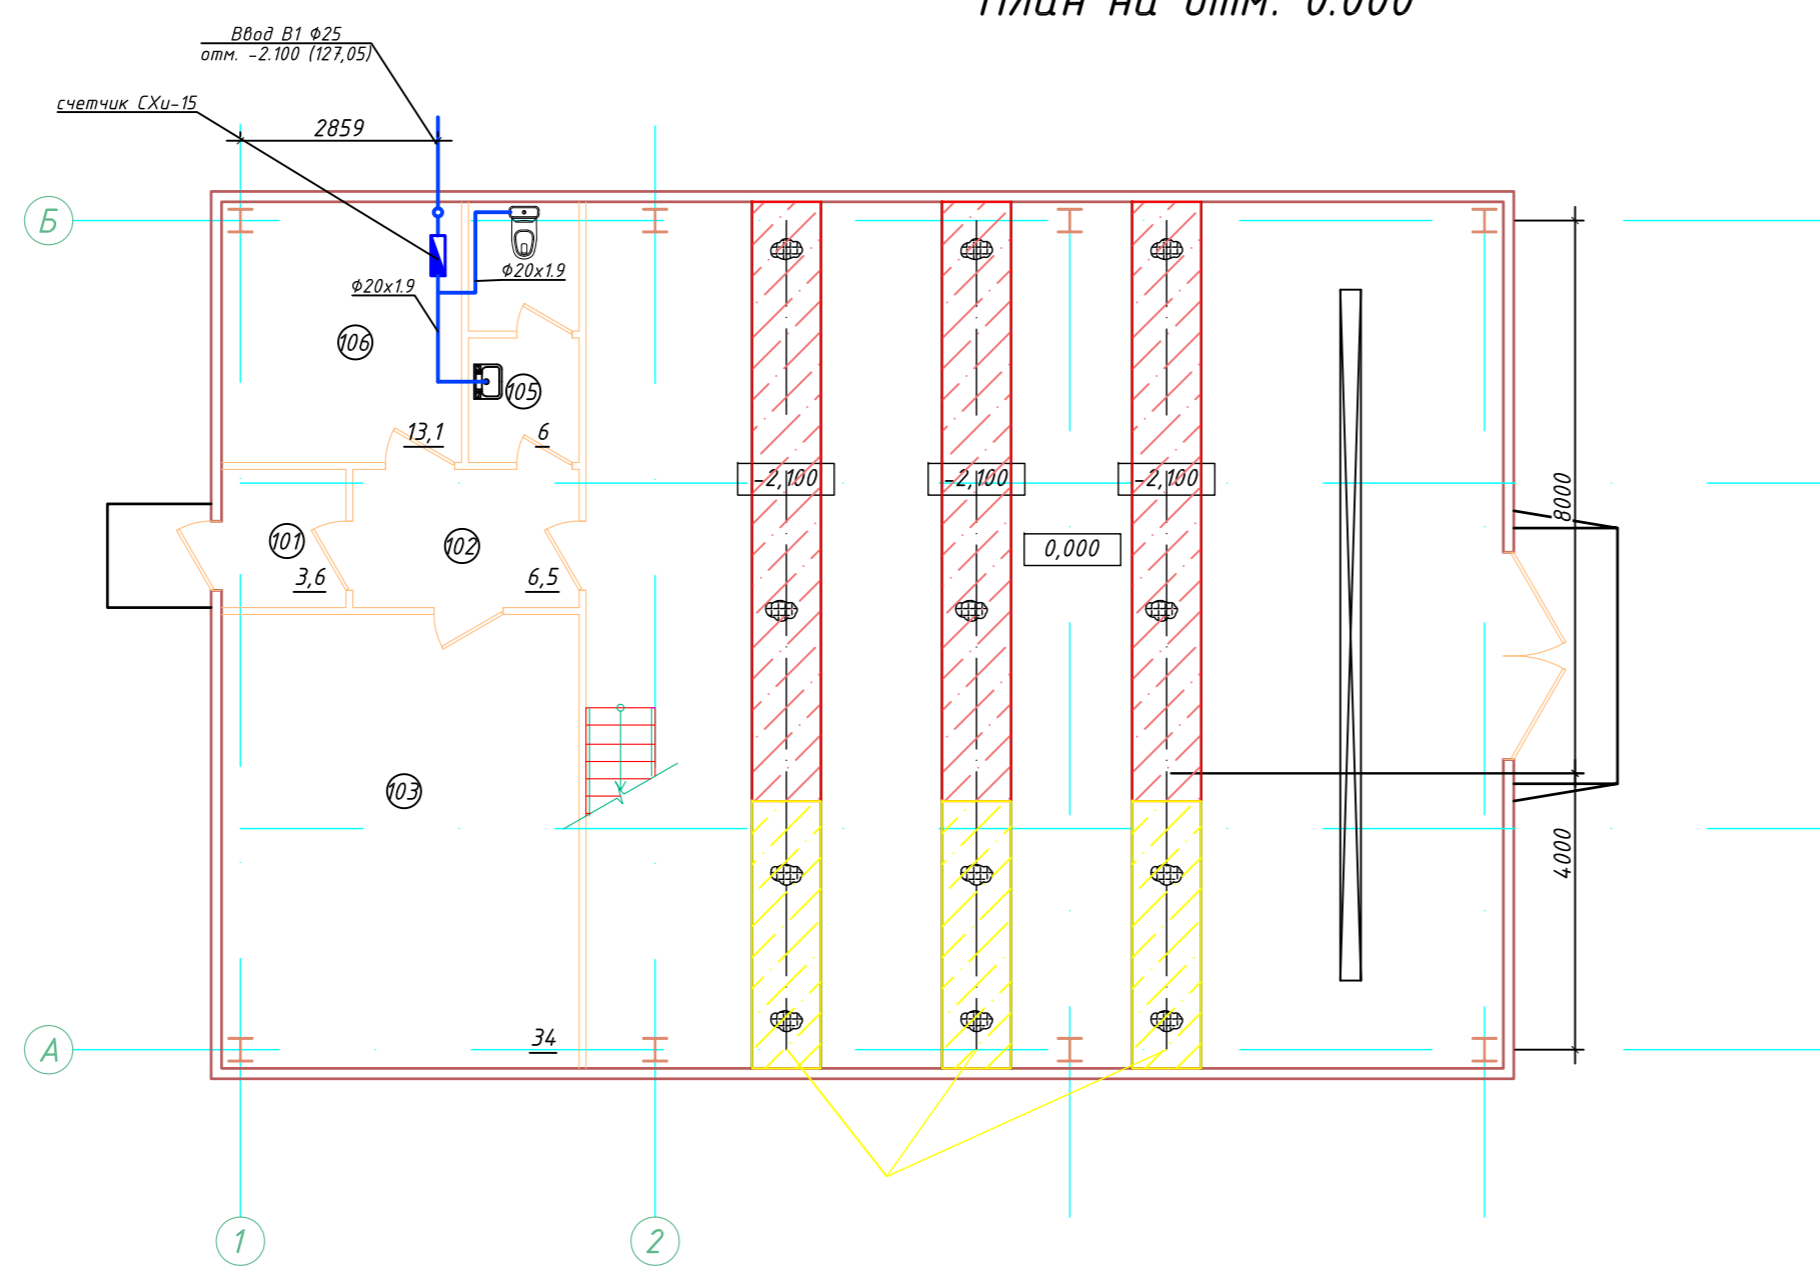 План на отм. 0.000
Ввод В1 Ф25
отм. -2.100 (127,05)
счетчик СХи-15
2859
Б
Ф20х1.9
Ф20х1.9
106
105
13,1
6
-2,100
-2,100
-2,100
8000
101
102
0,000
3,6
6,5
103
4000
34
А
1
2